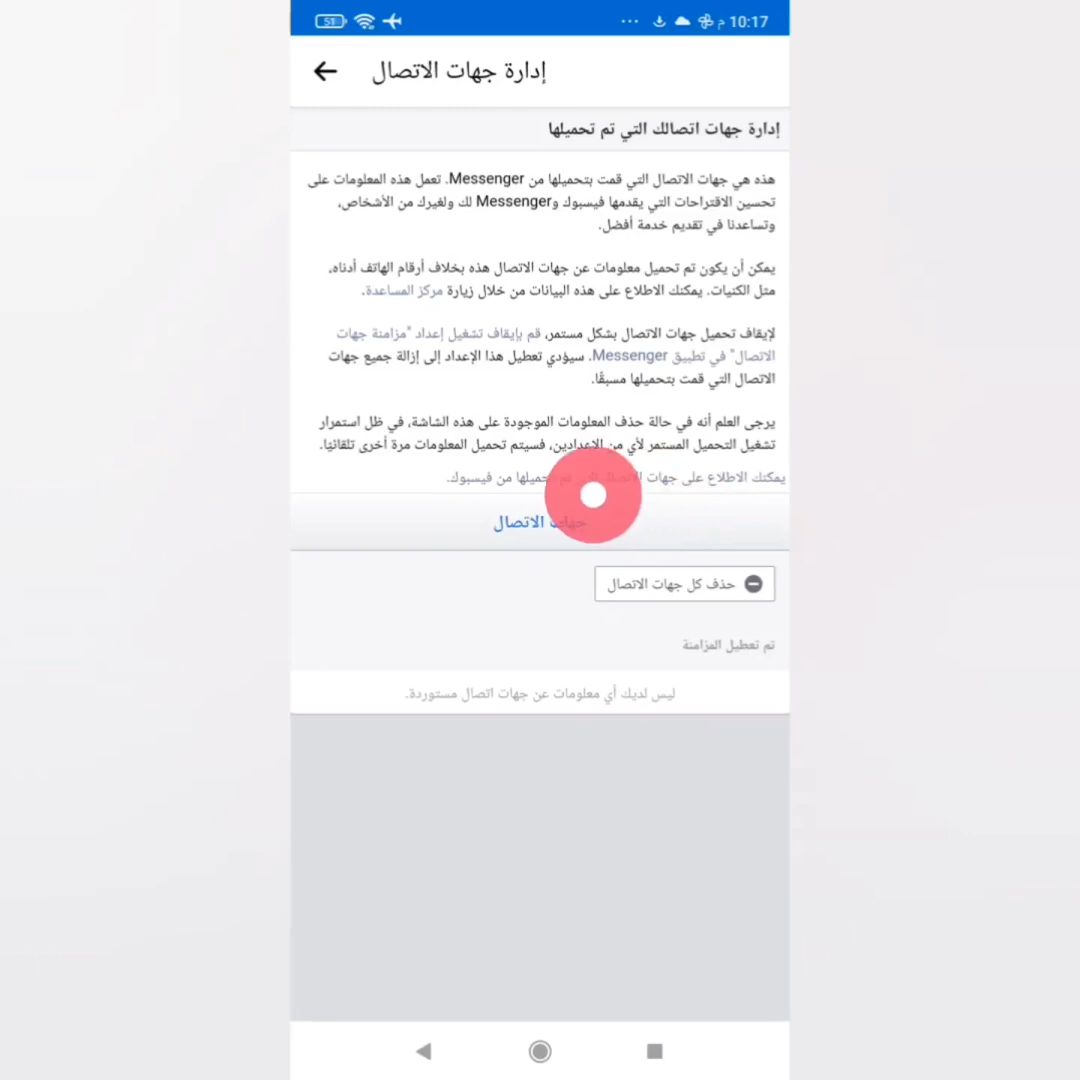 58
... م 10:17
إدارة جهات الاتصال
إدارة جهات اتصالك التي تم تحميلها
هذه هي جهات الاتصال التي قمت بتحميلها من Messenger. تعمل هذه المعلومات على
تحسين الاقتراحات التي يقدمها فيسبوك وMessenger لك ولغيرك من الأشخاص،
وتساعدنا في تقديم خدمة أفضل.
يمكن أن يكون تم تحميل معلومات عن جهات الاتصال هذه بخلاف أرقام الهاتف أدناه،
مثل الكنيات. يمكنك الاطلاع على هذه البيانات من خلال زيارة مركز المساعدة.
لإيقاف تحميل جهات الاتصال بشكل مستمر، قم بإيقاف تشغيل إعداد "مزامنة جهات
الاتصال" في تطبيق Messenger. سيؤدي تعطيل هذا الإعداد إلى إزالة جميع جهات
الاتصال التي قمت بتحميلها مسبقًا.
يرجى العلم أنه في حالة حذف المعلومات الموجودة على هذه الشاشة، في ظل استمرار
تشغيل التحميل المستمر لأي من الإعدادين، فسيتم تحميل المعلومات مرة أخرى تلقائيًا.
يمكنك الاطلاع على جهات الاتصال التي تم تحميلها من فيسبوك.
جهات الاتصال
حذف كل جهات الاتصال
تم تعطيل المزامنة
ليس لديك أي معلومات عن جهات اتصال مستوردة.